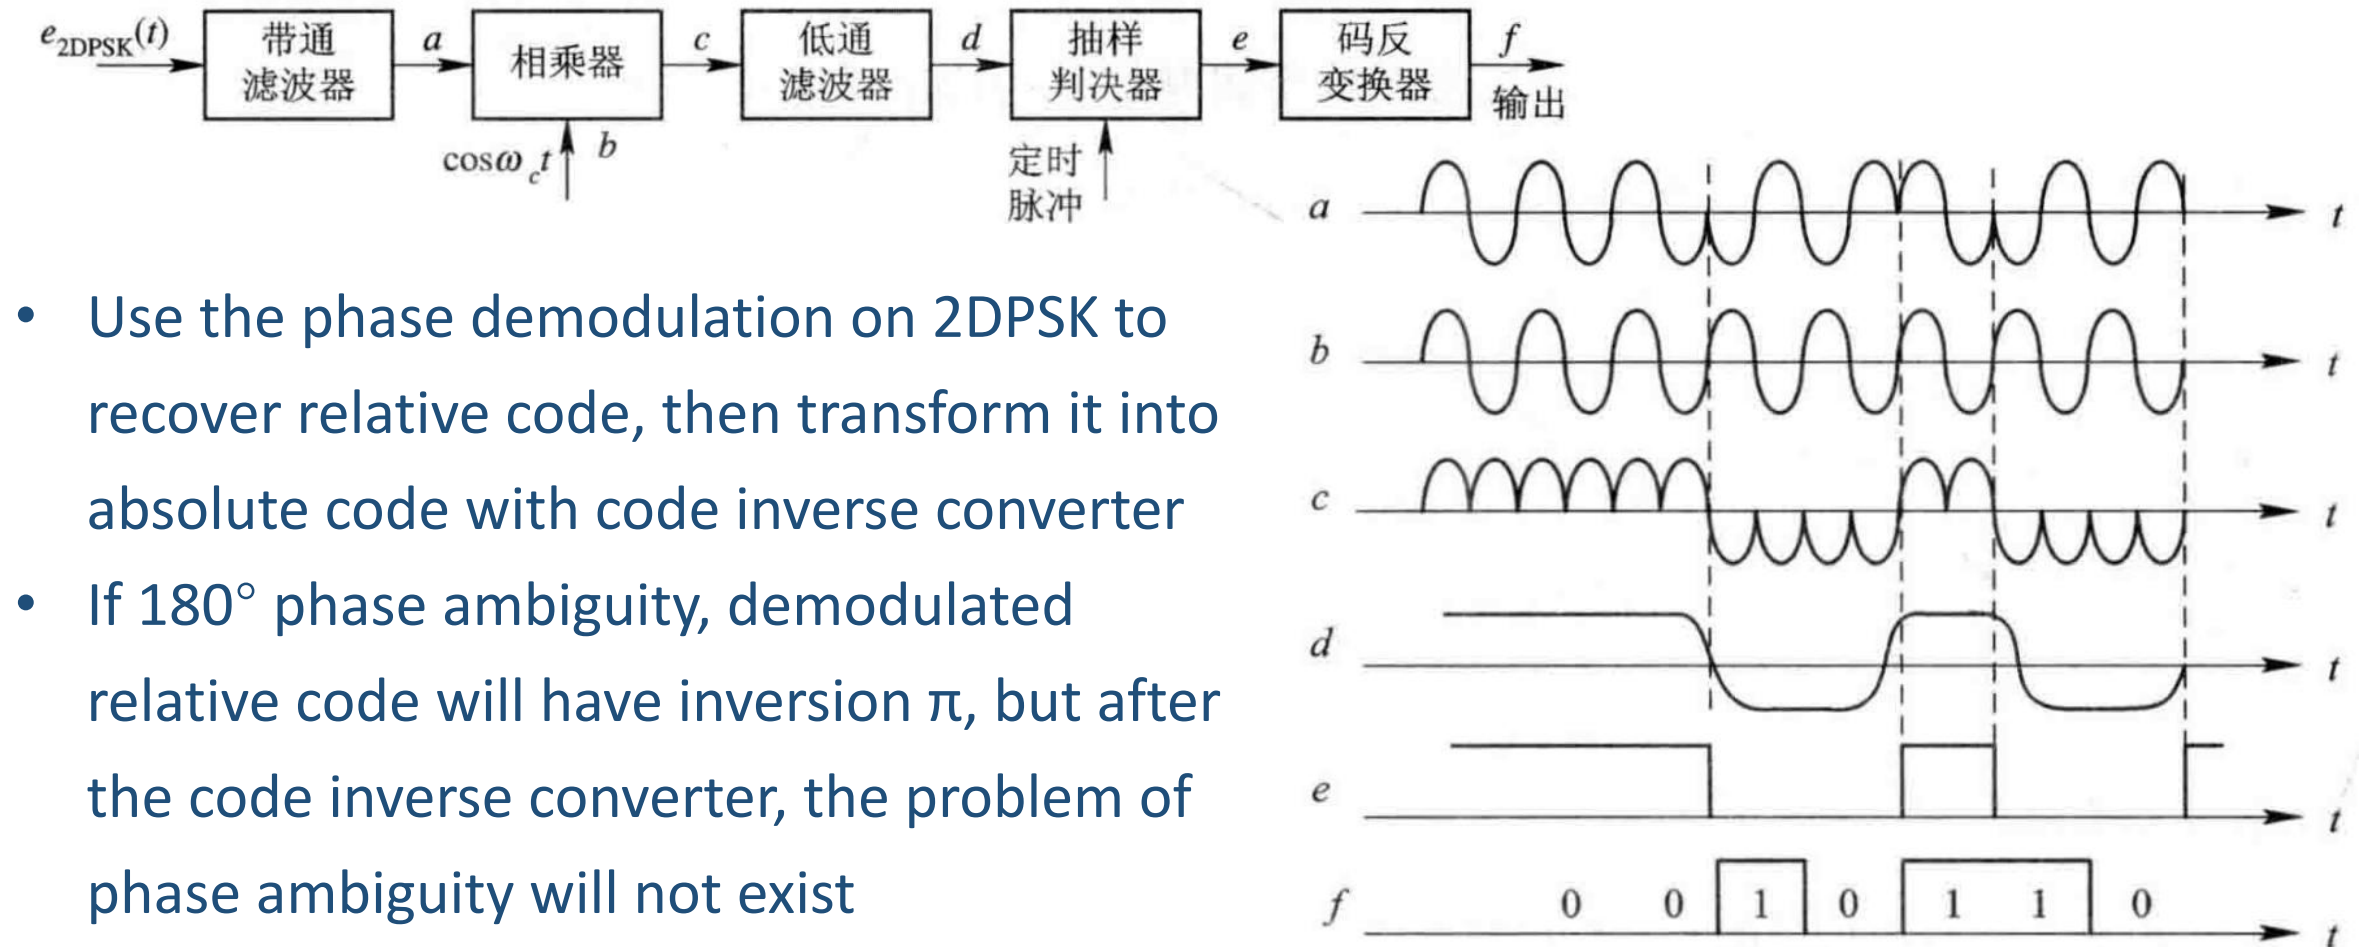 e2DPSK(t)
带通
滤波器
a
相乘器
c
低通
滤波器
d
抽样
判决器
e
码反
变换器
f
输出
cosωct
b
定时
脉冲
• Use the phase demodulation on 2DPSK to
recover relative code, then transform it into
absolute code with code inverse converter
• If 180° phase ambiguity, demodulated
relative code will have inversion π, but after
the code inverse converter, the problem of
phase ambiguity will not exist
a t
b t
c t
d t
e t
f 0 0 1 0 1 1 0 t